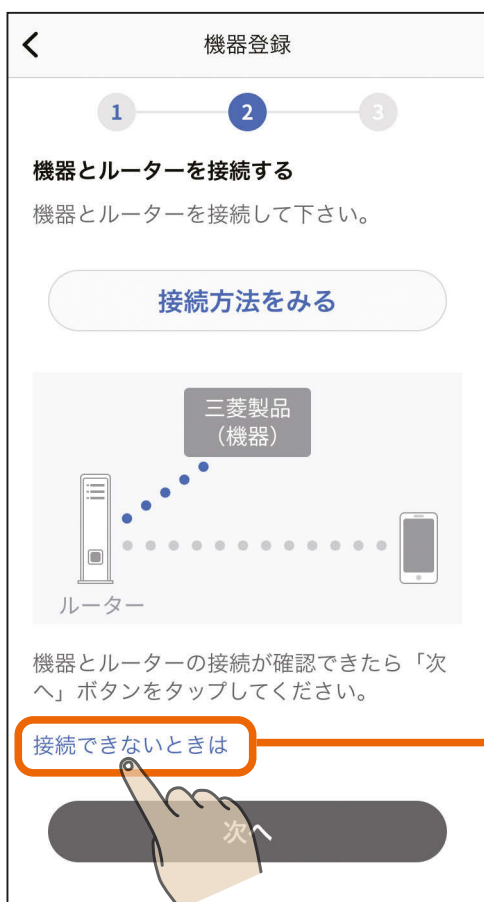 機器登録
1
2
3
機器とルーターを接続する
機器とルーターを接続して下さい。
接続方法をみる
三菱製品
（機器）
ルーター
機器とルーターの接続が確認できたら「次
へ」ボタンをタップしてください。
接続できないときは
次へ